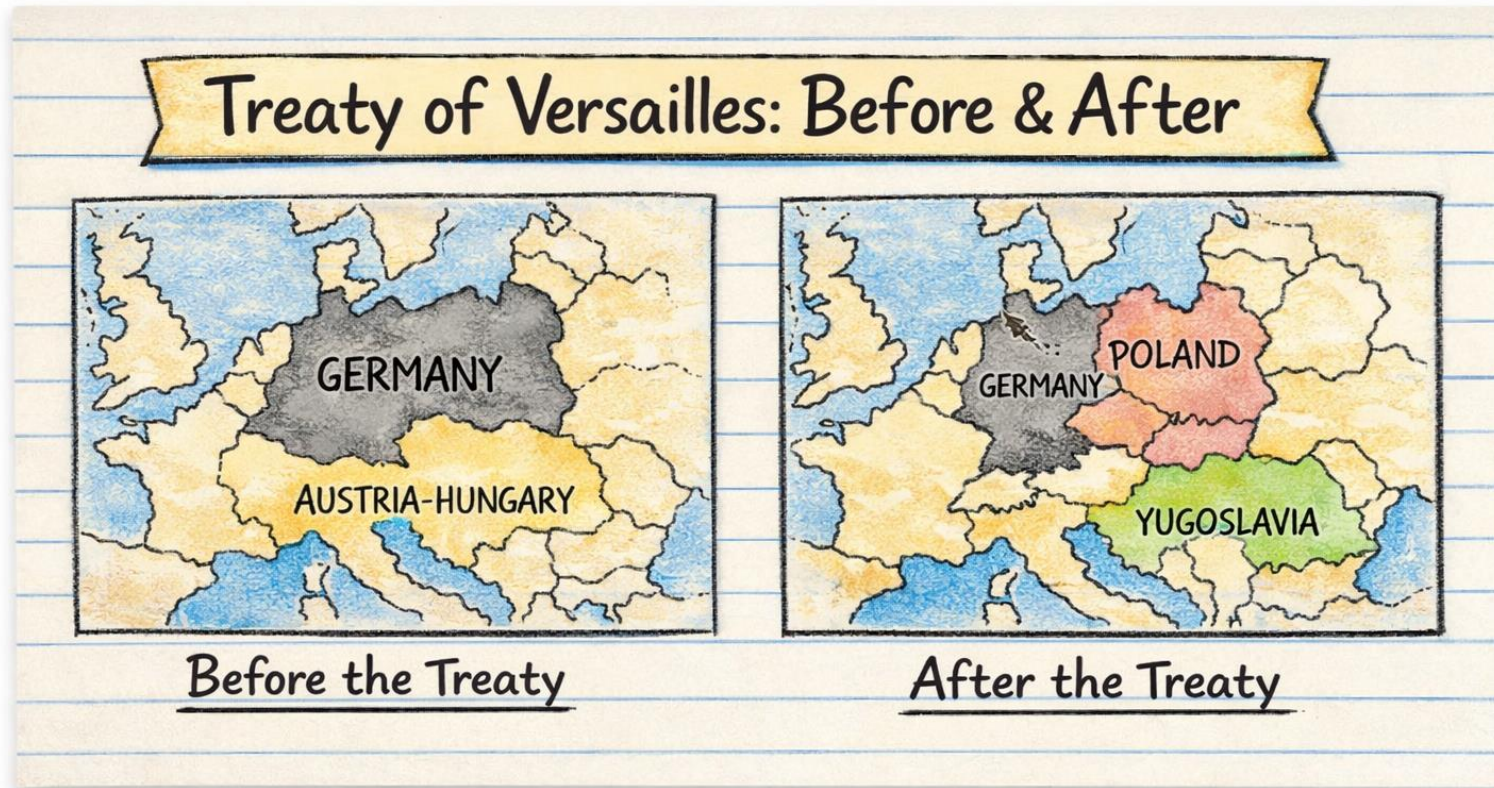 Treaty of Versailles: Before & After
GERMANY
AUSTRIA-HUNGARY
Before the Treaty
POLAND
GERMANY
YUGOSLAVIA
After the Treaty